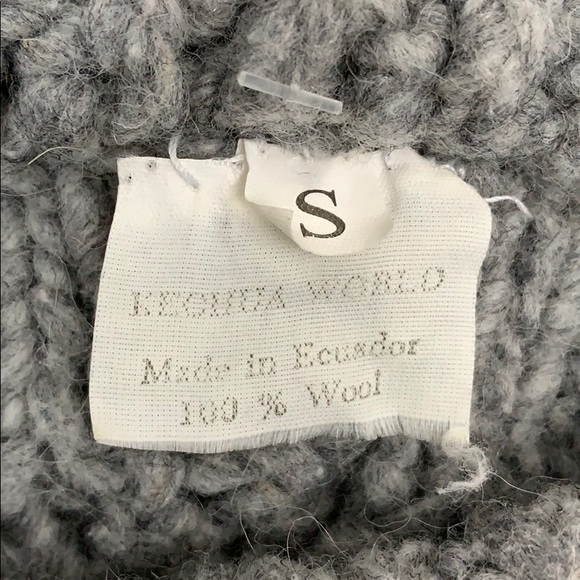 S
KECHUA WORLD
Made in Ecuador
100 % Wool